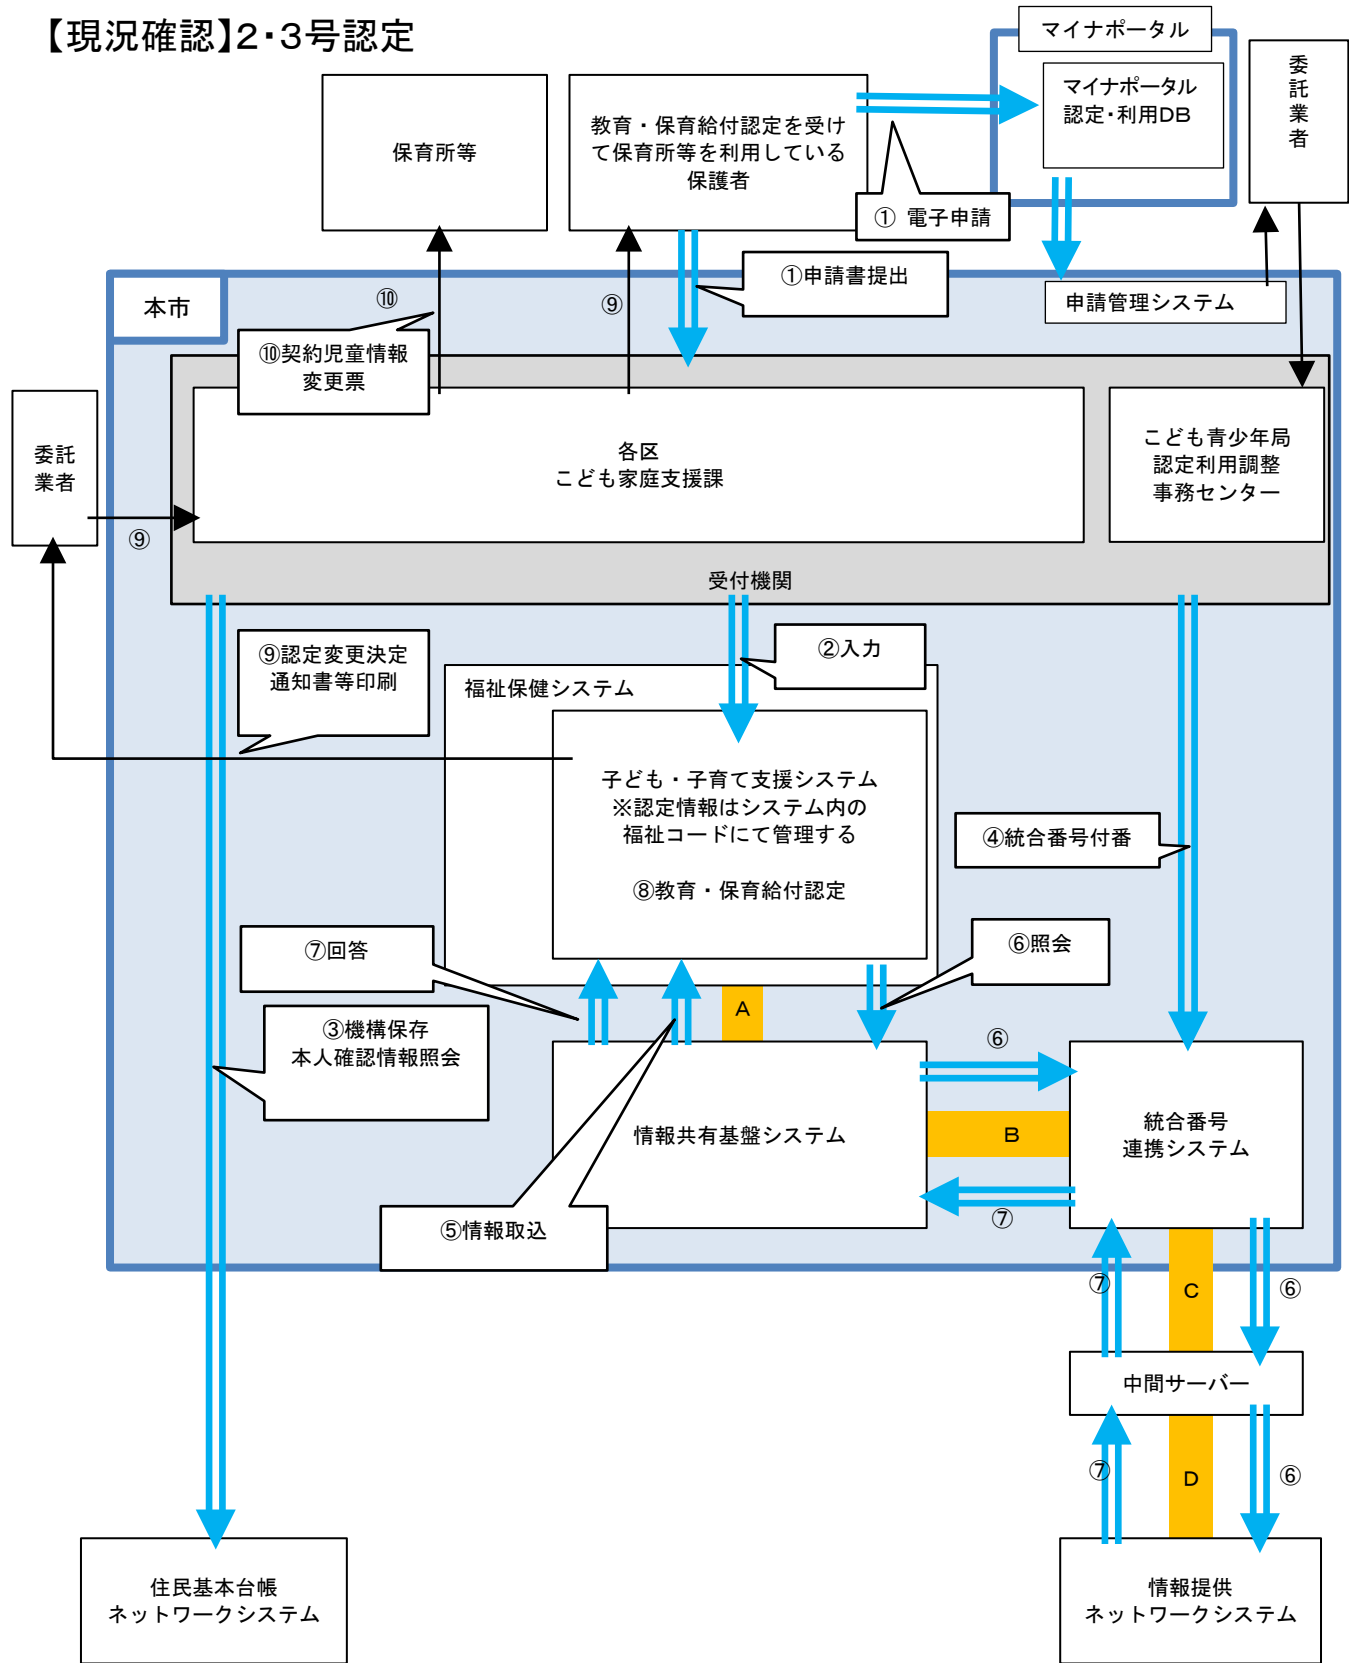 【現況確認】2・3号認定
マイナポータル
マイナポータル
認定・利用DB
委
託
業
者
保育所等
教育・保育給付認定を受け
て保育所等を利用している
保護者
① 電子申請
①申請書提出
申請管理システム
本市
⑩
⑨
⑩契約児童情報
変更票
委託
業者
⑨
各区
こども家庭支援課
こども青少年局
認定利用調整
事務センター
受付機関
⑨認定変更決定
通知書等印刷
②入力
福祉保健システム
子ども・子育て支援システム
※認定情報はシステム内の
福祉コードにて管理する
⑧教育・保育給付認定
④統合番号付番
⑦回答
⑥照会
③機構保存
本人確認情報照会
A
⑥
情報共有基盤システム
B
統合番号
連携システム
⑦
⑤情報取込
⑦
C
⑥
中間サーバー
⑦
D
⑥
住民基本台帳
ネットワークシステム
情報提供
ネットワークシステム